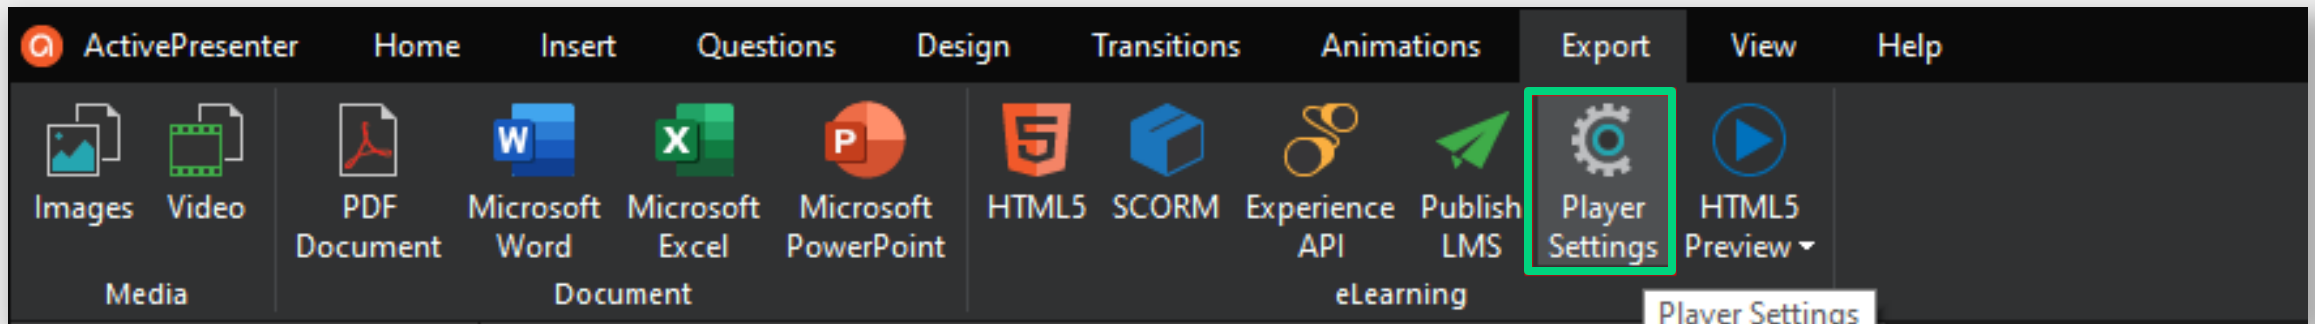 ActivePresenter Home Insert Questions Design Transitions Animations Export View Help
Images Video PDF Document Microsoft Word Microsoft Excel Microsoft PowerPoint HTML5 SCORM Experience API Publish LMS Player Settings HTML5 Preview
W X P 5
Media Document eLearning
Player Settings